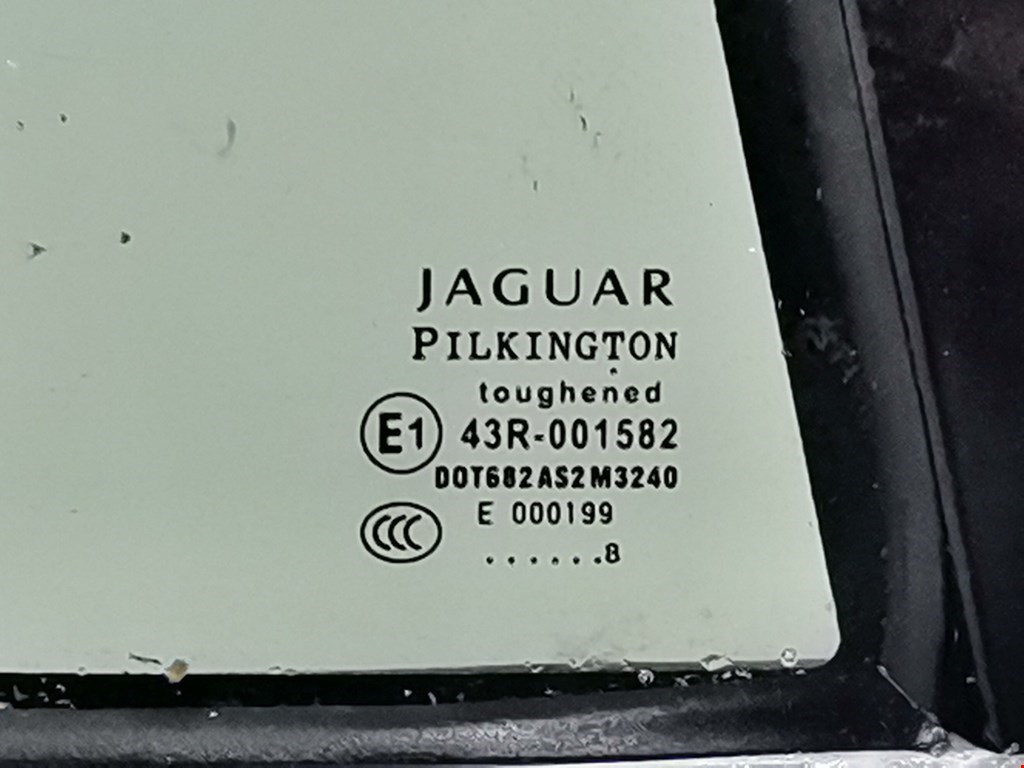 JAGUAR
PILKINGTON
toughened
E1 43R-001582
DOT682AS2M3240
CCC E 000199
......8